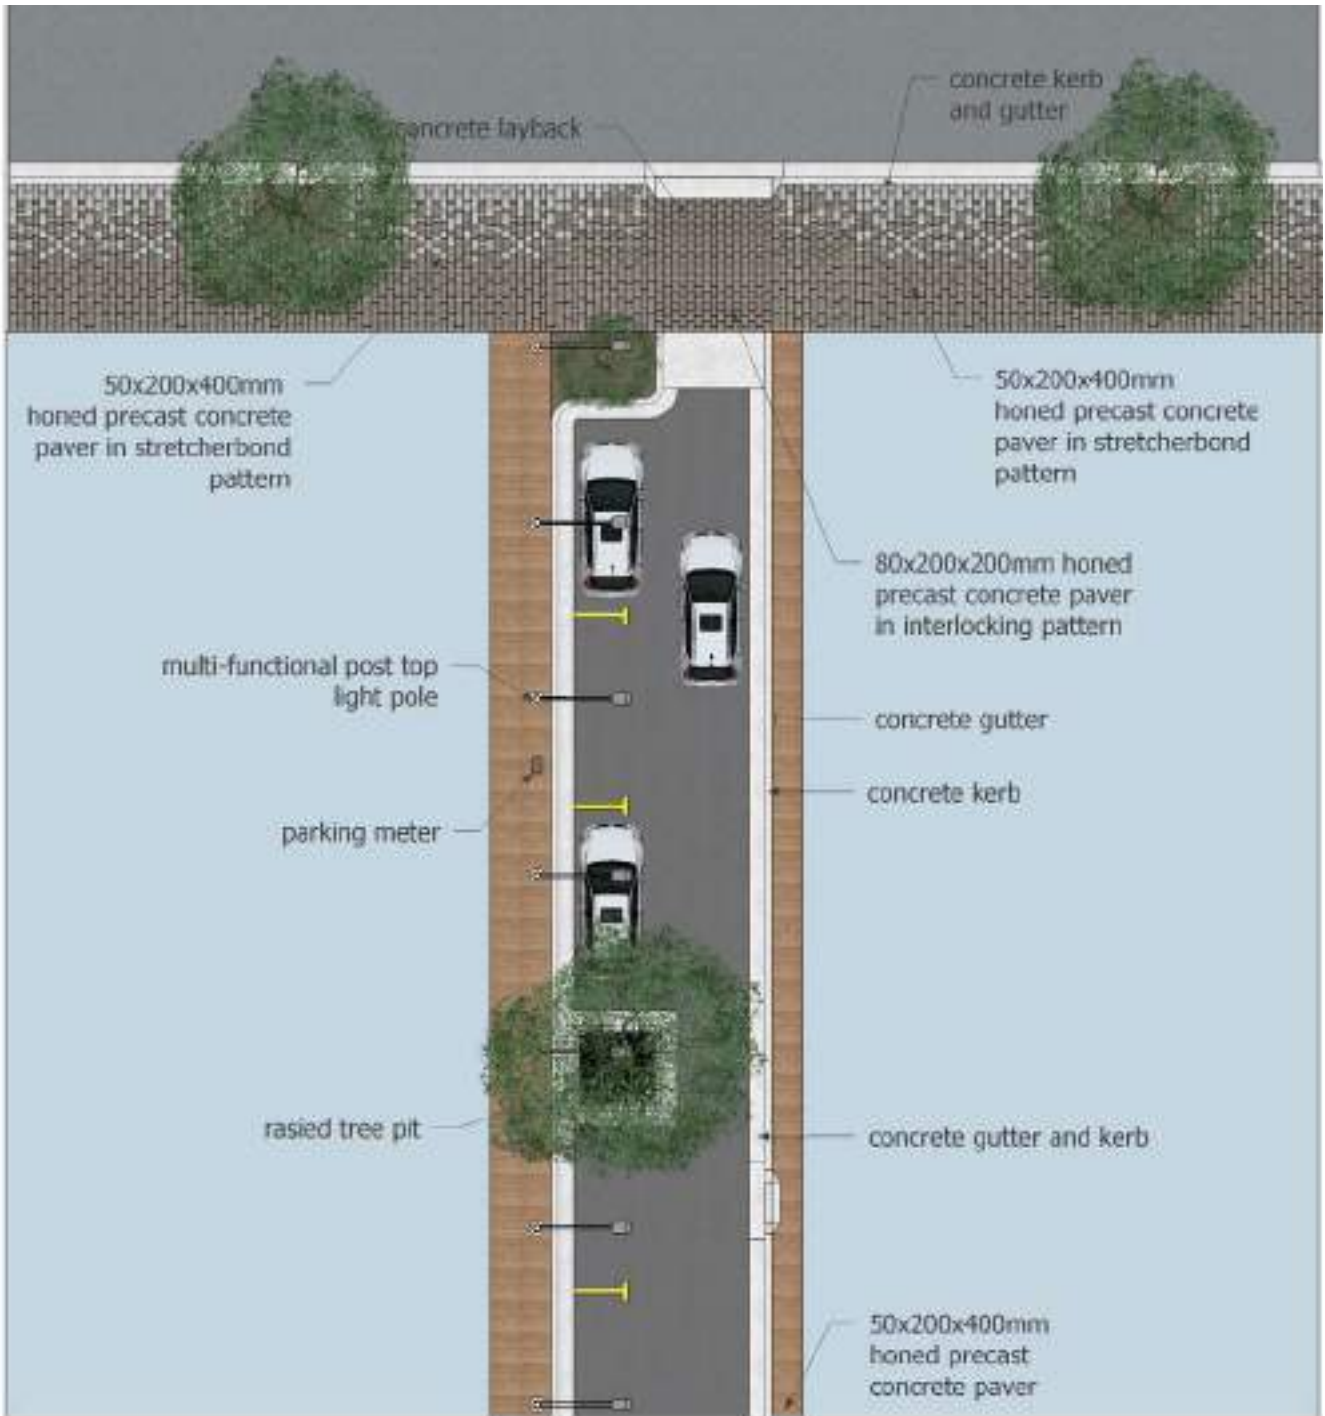 concrete kerb
and gutter
concrete layback
50x200x400mm
honed precast concrete
paver in stretcherbond
pattern
50x200x400mm
honed precast concrete
paver in stretcherbond
pattern
80x200x200mm honed
precast concrete paver
in interlocking pattern
multi-functional post top
light pole
concrete gutter
concrete kerb
parking meter
rasied tree pit
concrete gutter and kerb
50x200x400mm
honed precast
concrete paver